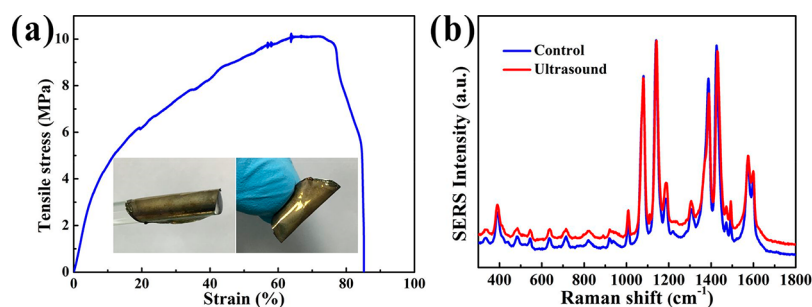 (a)
Tensile stress (MPa)
10
8
6
4
2
0
0 20 40 60 80 100
Strain (%)
(b)
SERS Intensity (a.u.)
Control
Ultrasound
400 600 800 1000 1200 1400 1600 1800
Raman shift (cm⁻¹)